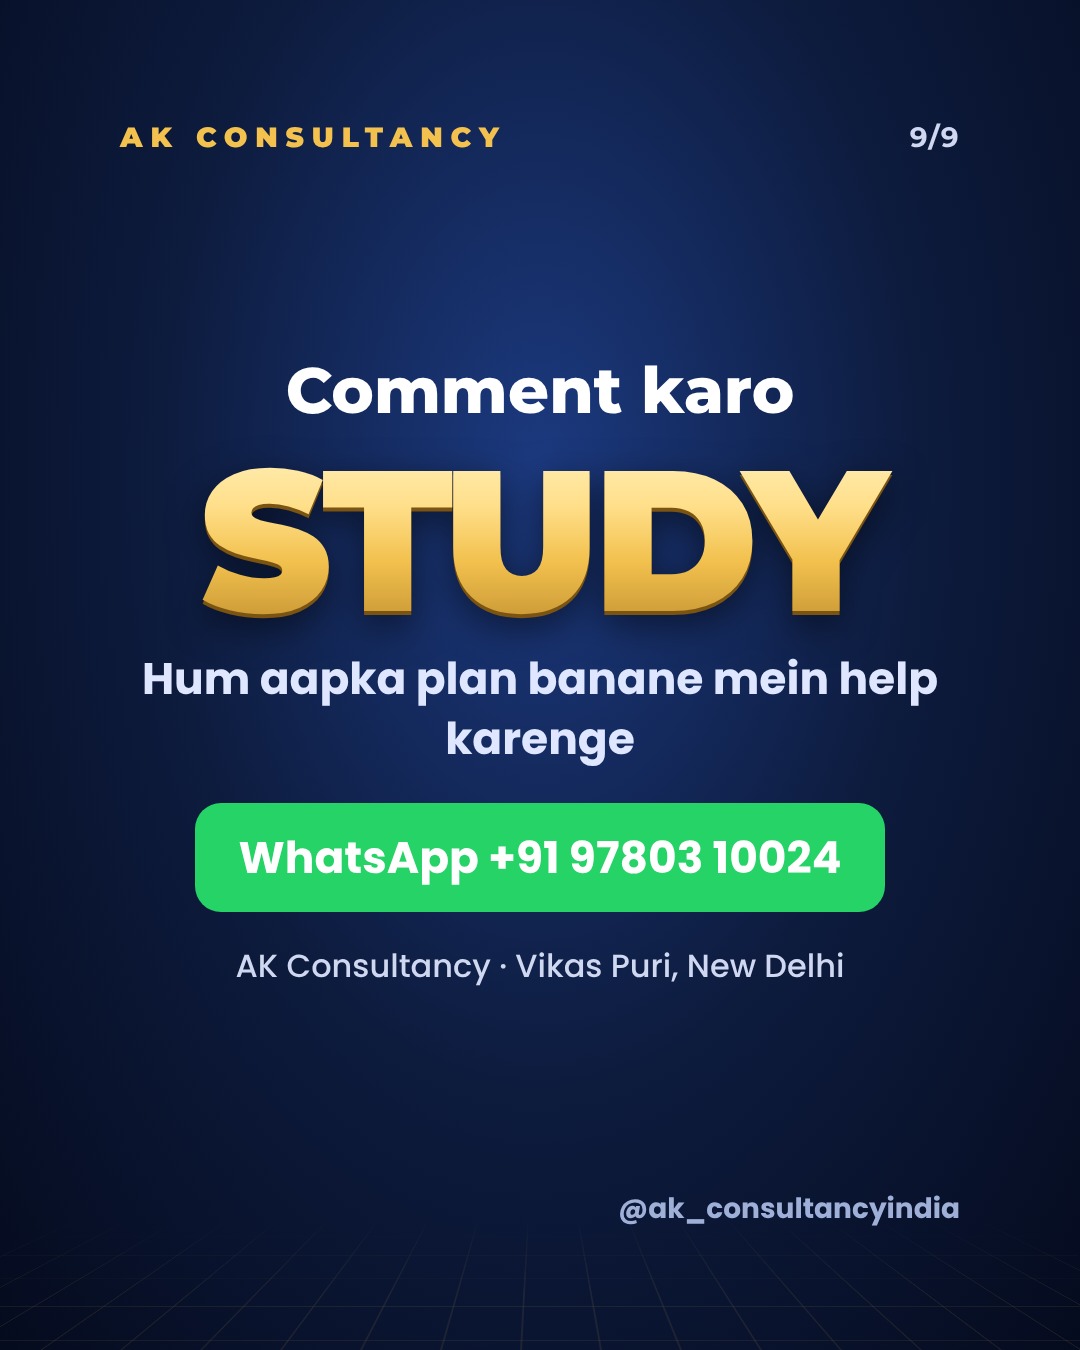 AK CONSULTANCY
9/9
Comment karo
STUDY
Hum aapka plan banane mein help
karenge
WhatsApp +91 97803 10024
AK Consultancy · Vikas Puri, New Delhi
@ak_consultancyindia